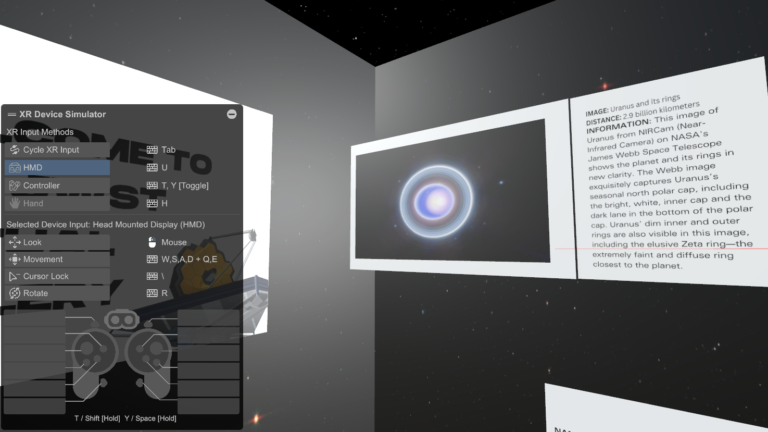 XR Device Simulator
XR Input Methods
Cycle XR Input
Tab
HMD
U
Controller
T, Y [Toggle]
Hand
H
Selected Device Input: Head Mounted Display (HMD)
Look
Mouse
Movement
W,S,A,D + Q,E
Cursor Lock
\
Rotate
R
T / Shift [Hold] Y / Space [Hold]
OME TO
IMAGE: Uranus and its rings
DISTANCE: 2.9 billion kilometers
INFORMATION: This image of
Uranus from NIRCam (Near-
Infrared Camera) on NASA's
James Webb Space Telescope
shows the planet and its rings in
new clarity. The Webb image
exquisitely captures Uranus's
seasonal north polar cap, including
the bright, white, inner cap and the
dark lane in the bottom of the polar
cap. Uranus' dim inner and outer
rings are also visible in this image,
including the elusive Zeta ring—the
extremely faint and diffuse ring
closest to the planet.